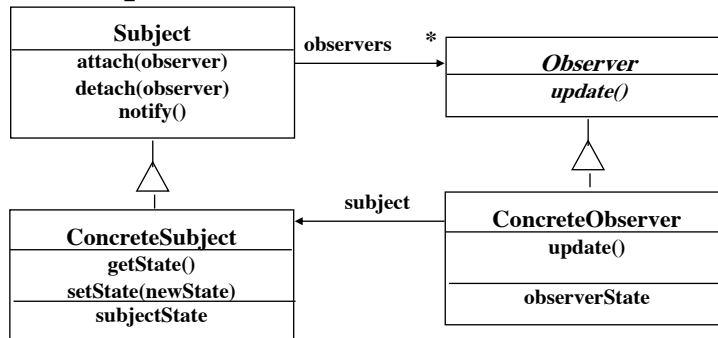 Subject
attach(observer)
detach(observer)
notify()
observers
*
Observer
update()
ConcreteSubject
getState()
setState(newState)
subjectState
subject
ConcreteObserver
update()
observerState